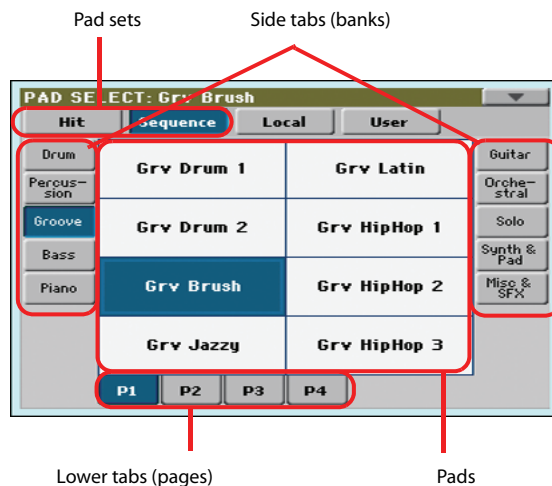 Pad sets
Side tabs (banks)
PAD SELECT: Grv Brush
Hit
Sequence
Local
User
Drum
Percus-
sion
Groove
Bass
Piano
Grv Drum 1
Grv Latin
Grv Drum 2
Grv HipHop 1
Grv Brush
Grv HipHop 2
Grv Jazzy
Grv HipHop 3
Guitar
Orche-
stral
Solo
Synth &
Pad
Misc &
SFX
P1
P2
P3
P4
Lower tabs (pages)
Pads